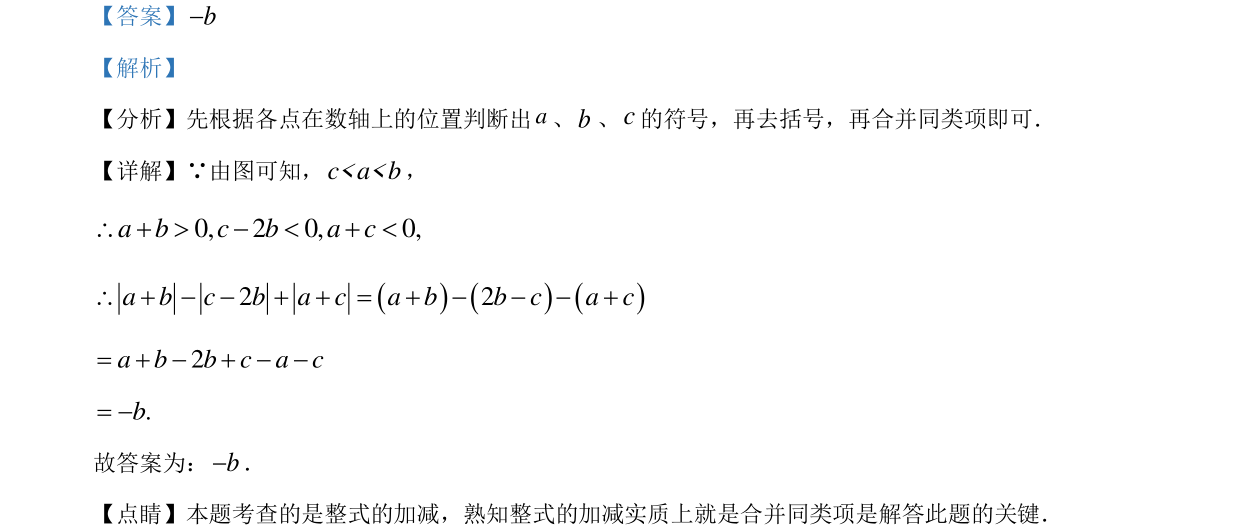 【答案】-b
【解析】
【分析】先根据各点在数轴上的位置判断出 a 、 b 、 c 的符号，再去括号，再合并同类项即可．
【详解】∵由图可知，c<a<b，
∴a+b>0,c-2b<0,a+c<0,
∴|a+b|-|c-2b|+|a+c|=(a+b)-(2b-c)-(a+c)
=a+b-2b+c-a-c
=-b.
故答案为：-b．
【点睛】本题考查的是整式的加减，熟知整式的加减实质上就是合并同类项是解答此题的关键．